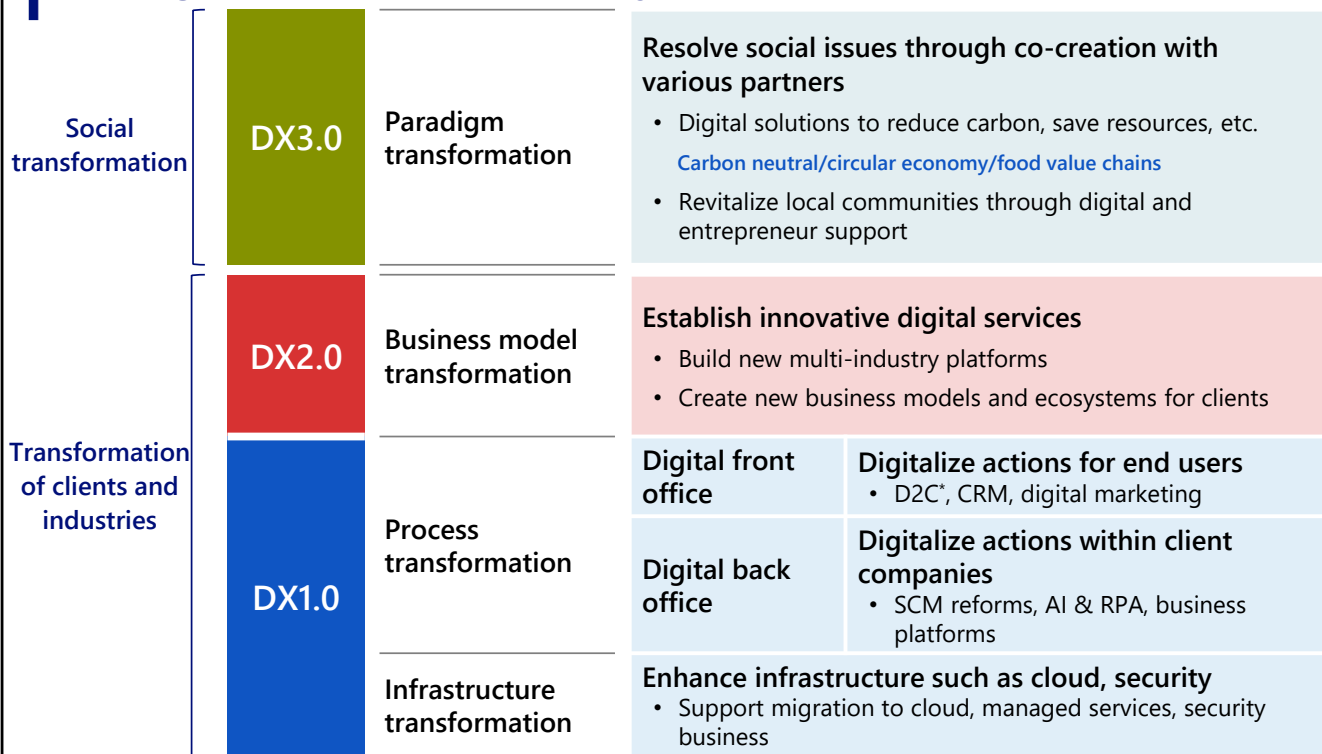 Social
transformation
DX3.0
Paradigm
transformation
Resolve social issues through co-creation with
various partners
• Digital solutions to reduce carbon, save resources, etc.
Carbon neutral/circular economy/food value chains
• Revitalize local communities through digital and
entrepreneur support
Transformation
of clients and
industries
DX2.0
Business model
transformation
Establish innovative digital services
• Build new multi-industry platforms
• Create new business models and ecosystems for clients
DX1.0
Process
transformation
Digital front
office
Digitalize actions for end users
• D2C*, CRM, digital marketing
Digital back
office
Digitalize actions within client
companies
• SCM reforms, AI & RPA, business
platforms
Infrastructure
transformation
Enhance infrastructure such as cloud, security
• Support migration to cloud, managed services, security
business